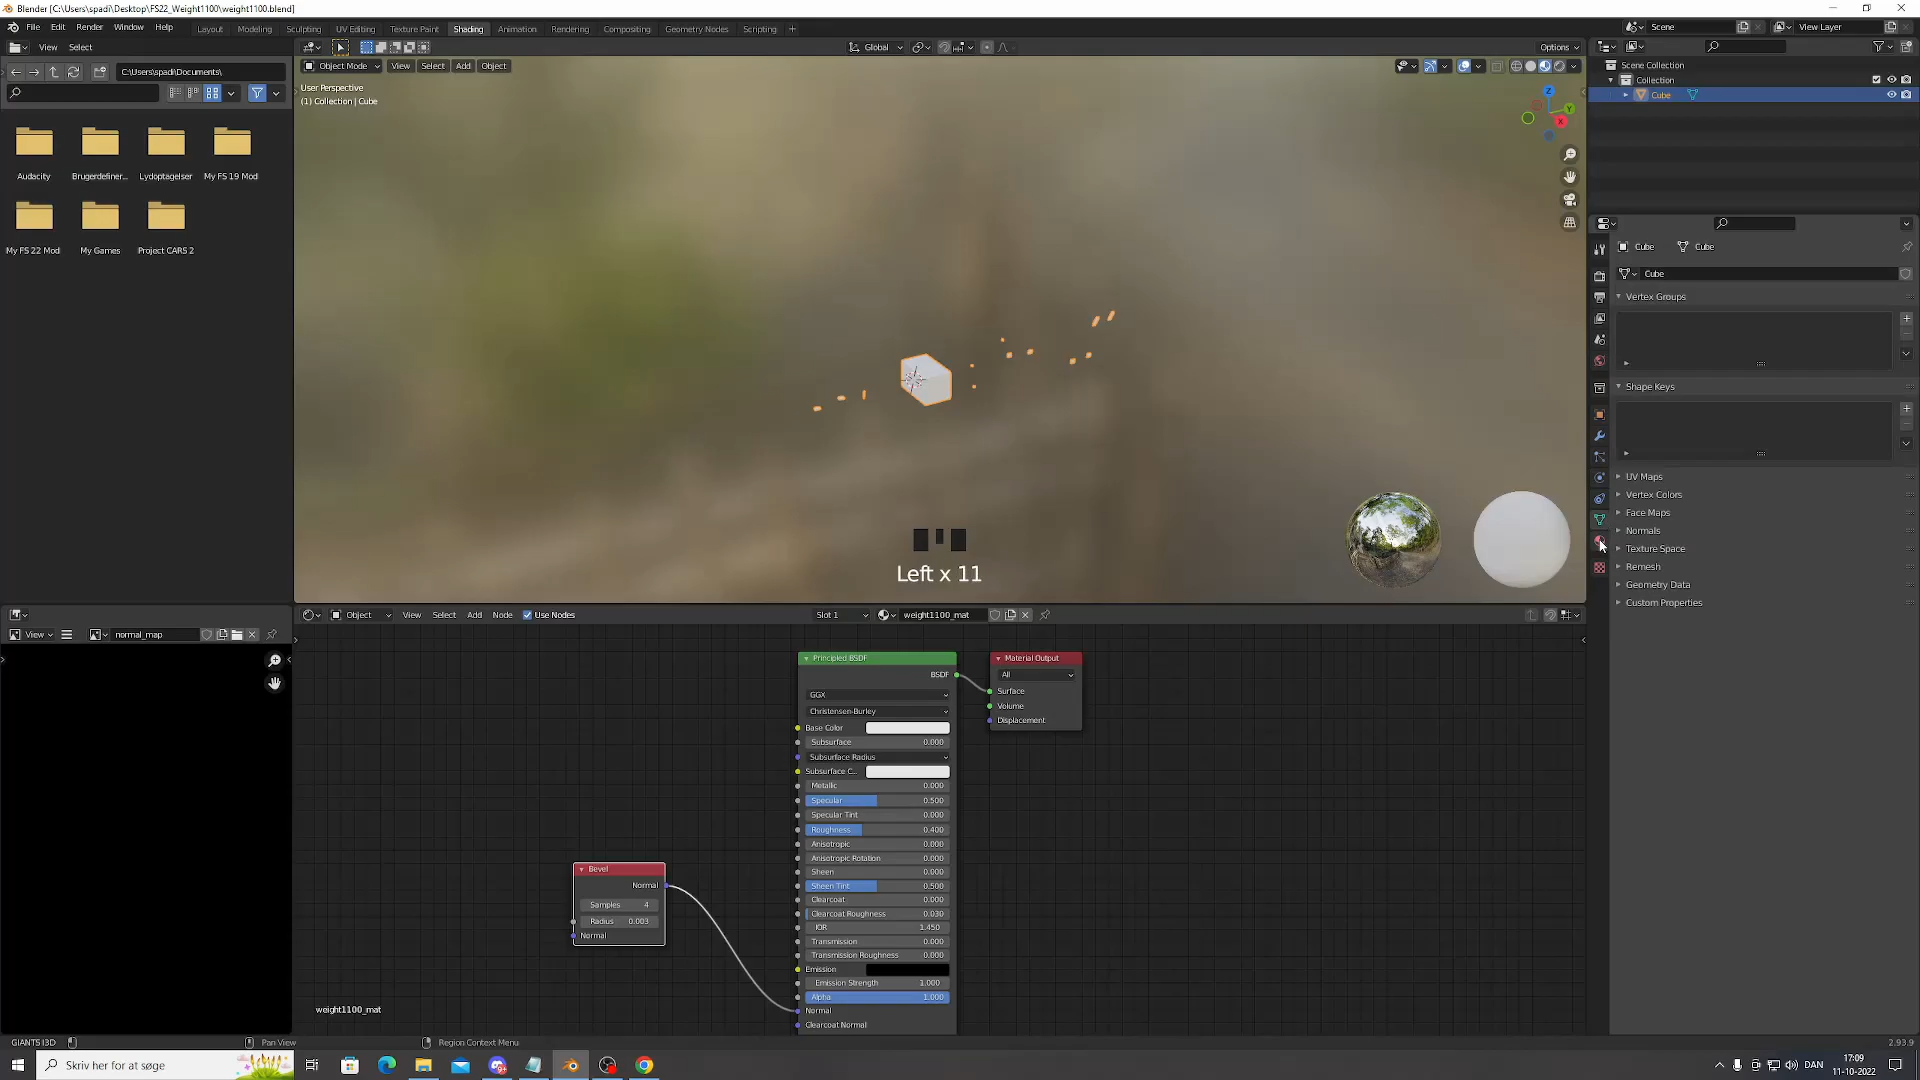 Blender [C:\Users\spadi\Desktop\FS22_Weight1100\weight1100.blend]
File Edit Render Window Help Layout Modeling Sculpting UV Editing Texture Paint Shading Animation Rendering Compositing Geometry Nodes Scripting + Scene View Layer
View Select Global Options
C:\Users\spadi\Documents\
Object Mode View Select Add Object
User Perspective
(1) Collection | Cube
Z
Y
X
Audacity Brugerdefiner... Lydoptagelser My FS 19 Mod
My FS 22 Mod My Games Project CARS 2
Left x 11
Scene Collection
Collection
Cube
Cube Cube
Cube
Vertex Groups
Shape Keys
UV Maps
Vertex Colors
Face Maps
Normals
Texture Space
Remesh
Geometry Data
Custom Properties
View normal_map
Object View Select Add Node Use Nodes Slot 1 weight1100_mat
Principled BSDF
BSDF
GGX
Christensen-Burley
Base Color
Subsurface 0.000
Subsurface Radius
Subsurface C...
Metallic 0.000
Specular 0.500
Specular Tint 0.000
Roughness 0.400
Anisotropic 0.000
Anisotropic Rotation 0.000
Sheen 0.000
Sheen Tint 0.500
Clearcoat 0.000
Clearcoat Roughness 0.030
IOR 1.450
Transmission 0.000
Transmission Roughness 0.000
Emission
Emission Strength 1.000
Alpha 1.000
Normal
Clearcoat Normal
Material Output
All
Surface
Volume
Displacement
Bevel
Normal
Samples 4
Radius 0.003
Normal
weight1100_mat
GIANTS I3D Pan View Region Context Menu 2.93.9
Skriv her for at søge DAN 17:09
11-10-2022